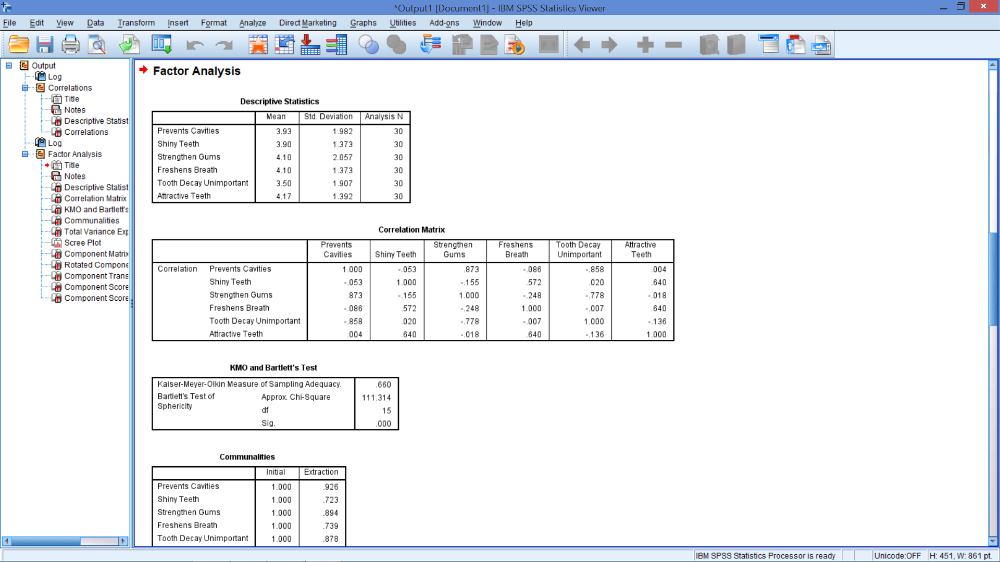 *Output1 [Document1] - IBM SPSS Statistics Viewer
File Edit View Data Transform Insert Format Analyze Direct Marketing Graphs Utilities Add-ons Window Help
Output
Log
Correlations
Title
Notes
Descriptive Statist
Correlations
Log
Factor Analysis
Title
Notes
Descriptive Statist
Correlation Matrix
KMO and Bartlett's
Communalities
Total Variance Exp
Scree Plot
Component Matrix
Rotated Compone
Component Trans
Component Score
Component Score
Factor Analysis
Descriptive Statistics
Mean Std. Deviation Analysis N
Prevents Cavities 3.93 1.982 30
Shiny Teeth 3.90 1.373 30
Strengthen Gums 4.10 2.057 30
Freshens Breath 4.10 1.373 30
Tooth Decay Unimportant 3.50 1.907 30
Attractive Teeth 4.17 1.392 30
Correlation Matrix
Prevents Cavities Shiny Teeth Strengthen Gums Freshens Breath Tooth Decay Unimportant Attractive Teeth
Correlation Prevents Cavities 1.000 -.053 .873 -.086 -.858 .004
Shiny Teeth -.053 1.000 -.155 .572 .020 .640
Strengthen Gums .873 -.155 1.000 -.248 -.778 -.018
Freshens Breath -.086 .572 -.248 1.000 -.007 .640
Tooth Decay Unimportant -.858 .020 -.778 -.007 1.000 -.136
Attractive Teeth .004 .640 -.018 .640 -.136 1.000
KMO and Bartlett's Test
Kaiser-Meyer-Olkin Measure of Sampling Adequacy. .660
Bartlett's Test of Sphericity Approx. Chi-Square 111.314
df 15
Sig. .000
Communalities
Initial Extraction
Prevents Cavities 1.000 .926
Shiny Teeth 1.000 .723
Strengthen Gums 1.000 .894
Freshens Breath 1.000 .739
Tooth Decay Unimportant 1.000 .878
IBM SPSS Statistics Processor is ready Unicode:OFF H: 451, W: 861 pt.